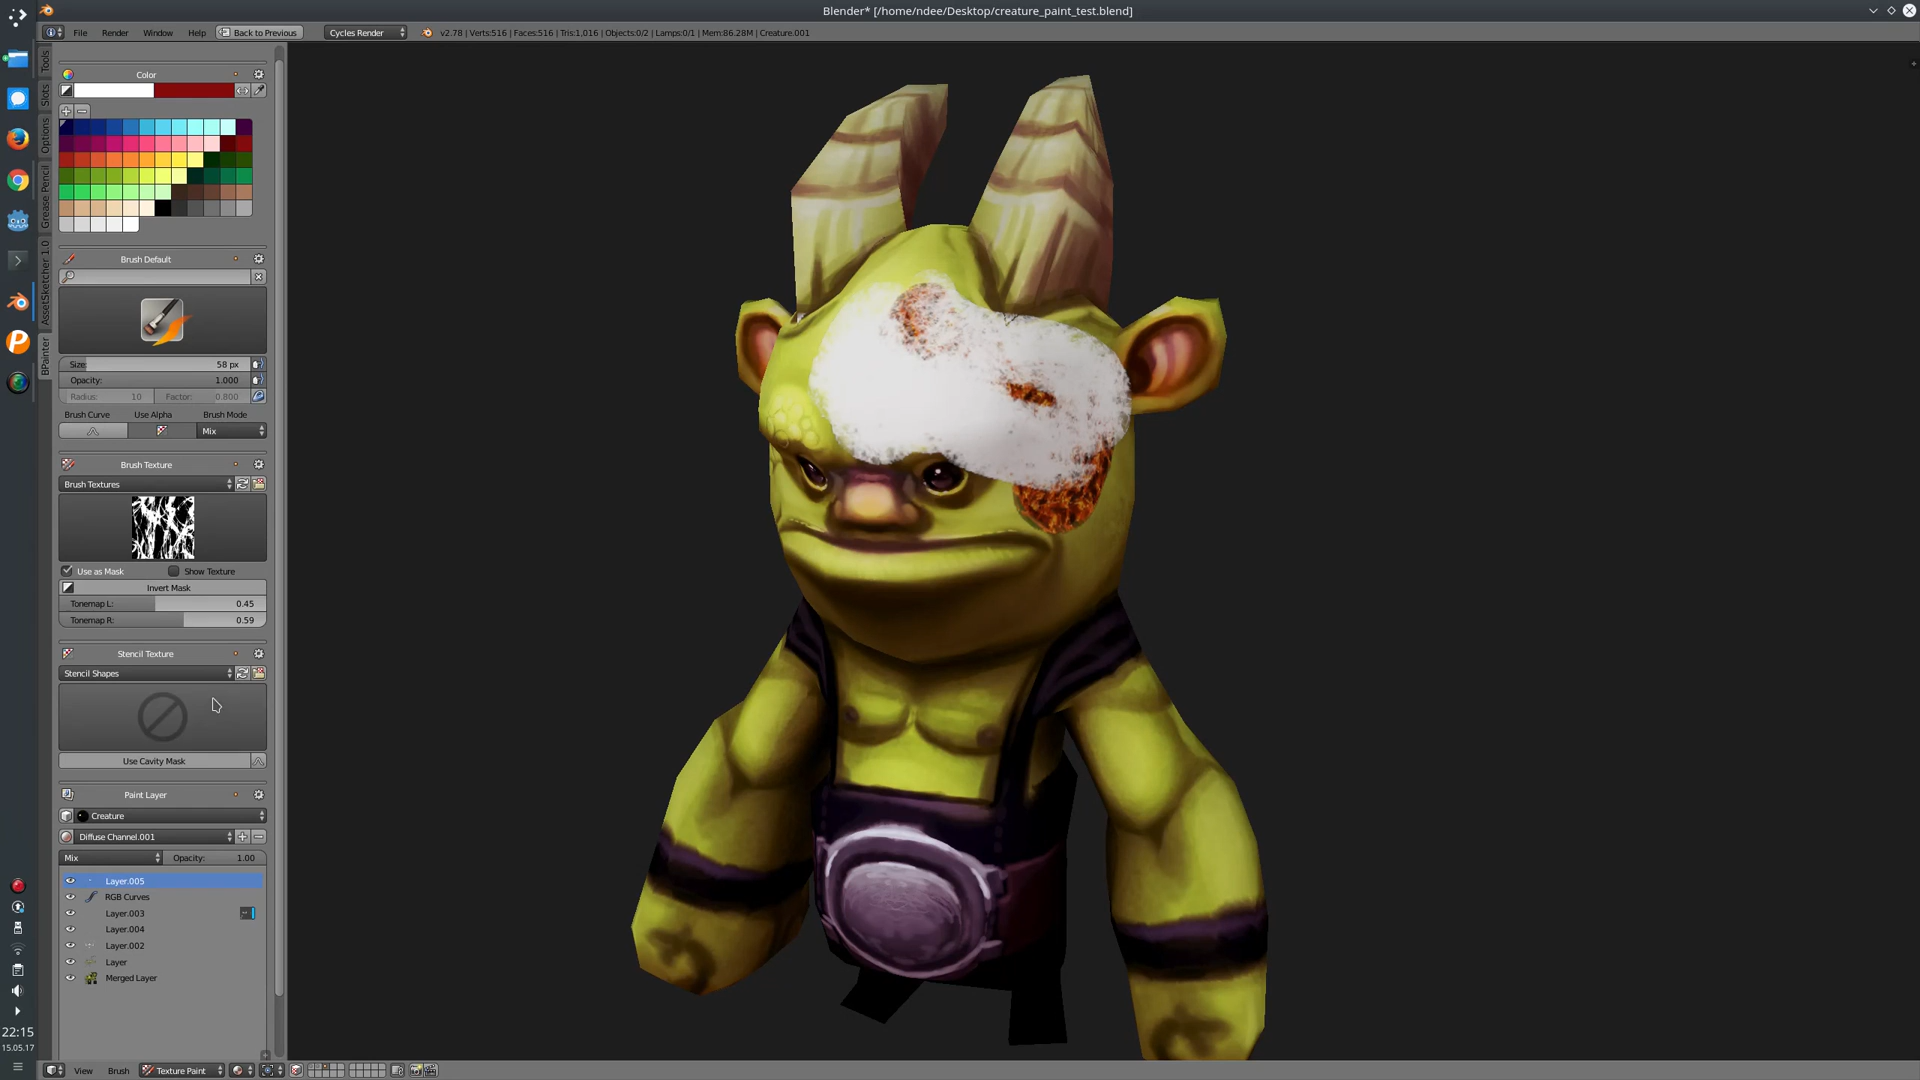 Blender* [/home/ndee/Desktop/creature_paint_test.blend]
File Render Window Help Back to Previous Cycles Render v2.78 | Verts:516 | Faces:516 | Tris:1,016 | Objects:0/2 | Lamps:0/1 | Mem:86.28M | Creature.001
Tools
Slots
Options
Grease Pencil
AssetSketcher 1.0
BPainter
Color
Brush Default
Size: 58 px
Opacity: 1.000
Radius: 10 Factor: 0.800
Brush Curve Use Alpha Brush Mode
Mix
Brush Texture
Brush Textures
Use as Mask Show Texture
Invert Mask
Tonemap L: 0.45
Tonemap R: 0.59
Stencil Texture
Stencil Shapes
Use Cavity Mask
Paint Layer
Creature
Diffuse Channel.001
Mix Opacity: 1.00
Layer.005
RGB Curves
Layer.003
Layer.004
Layer.002
Layer
Merged Layer
22:15
15.05.17
View Brush Texture Paint